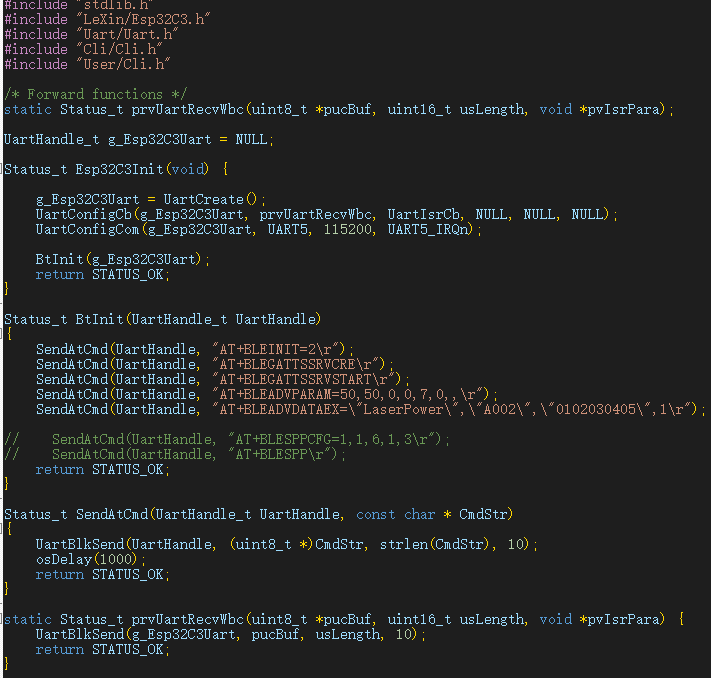 #include "stdlib.h"
#include "LeXin/Esp32C3.h"
#include "Uart/Uart.h"
#include "Cli/Cli.h"
#include "User/Cli.h"
/* Forward functions */
static Status_t prvUartRecvWbc(uint8_t *pucBuf, uint16_t usLength, void *pvIsrPara);
UartHandle_t g_Esp32C3Uart = NULL;
Status_t Esp32C3Init(void) {
    g_Esp32C3Uart = UartCreate();
    UartConfigCb(g_Esp32C3Uart, prvUartRecvWbc, UartIsrCb, NULL, NULL, NULL);
    UartConfigCom(g_Esp32C3Uart, UART5, 115200, UART5_IRQn);
    BtInit(g_Esp32C3Uart);
    return STATUS_OK;
}
Status_t BtInit(UartHandle_t UartHandle)
{
    SendAtCmd(UartHandle, "AT+BLEINIT=2\r");
    SendAtCmd(UartHandle, "AT+BLEGATTSSRVCRE\r");
    SendAtCmd(UartHandle, "AT+BLEGATTSSRVSTART\r");
    SendAtCmd(UartHandle, "AT+BLEADVPARAM=50,50,0,0,7,0,,\r");
    SendAtCmd(UartHandle, "AT+BLEADVDATAEX=\"LaserPower\",\"A002\",\"0102030405\",1\r");
//    SendAtCmd(UartHandle, "AT+BLESPPCFG=1,1,6,1,3\r");
//    SendAtCmd(UartHandle, "AT+BLESPP\r");
    return STATUS_OK;
}
Status_t SendAtCmd(UartHandle_t UartHandle, const char * CmdStr)
{
    UartBlkSend(UartHandle, (uint8_t *)CmdStr, strlen(CmdStr), 10);
    osDelay(1000);
    return STATUS_OK;
}
static Status_t prvUartRecvWbc(uint8_t *pucBuf, uint16_t usLength, void *pvIsrPara) {
    UartBlkSend(g_Esp32C3Uart, pucBuf, usLength, 10);
    return STATUS_OK;
}